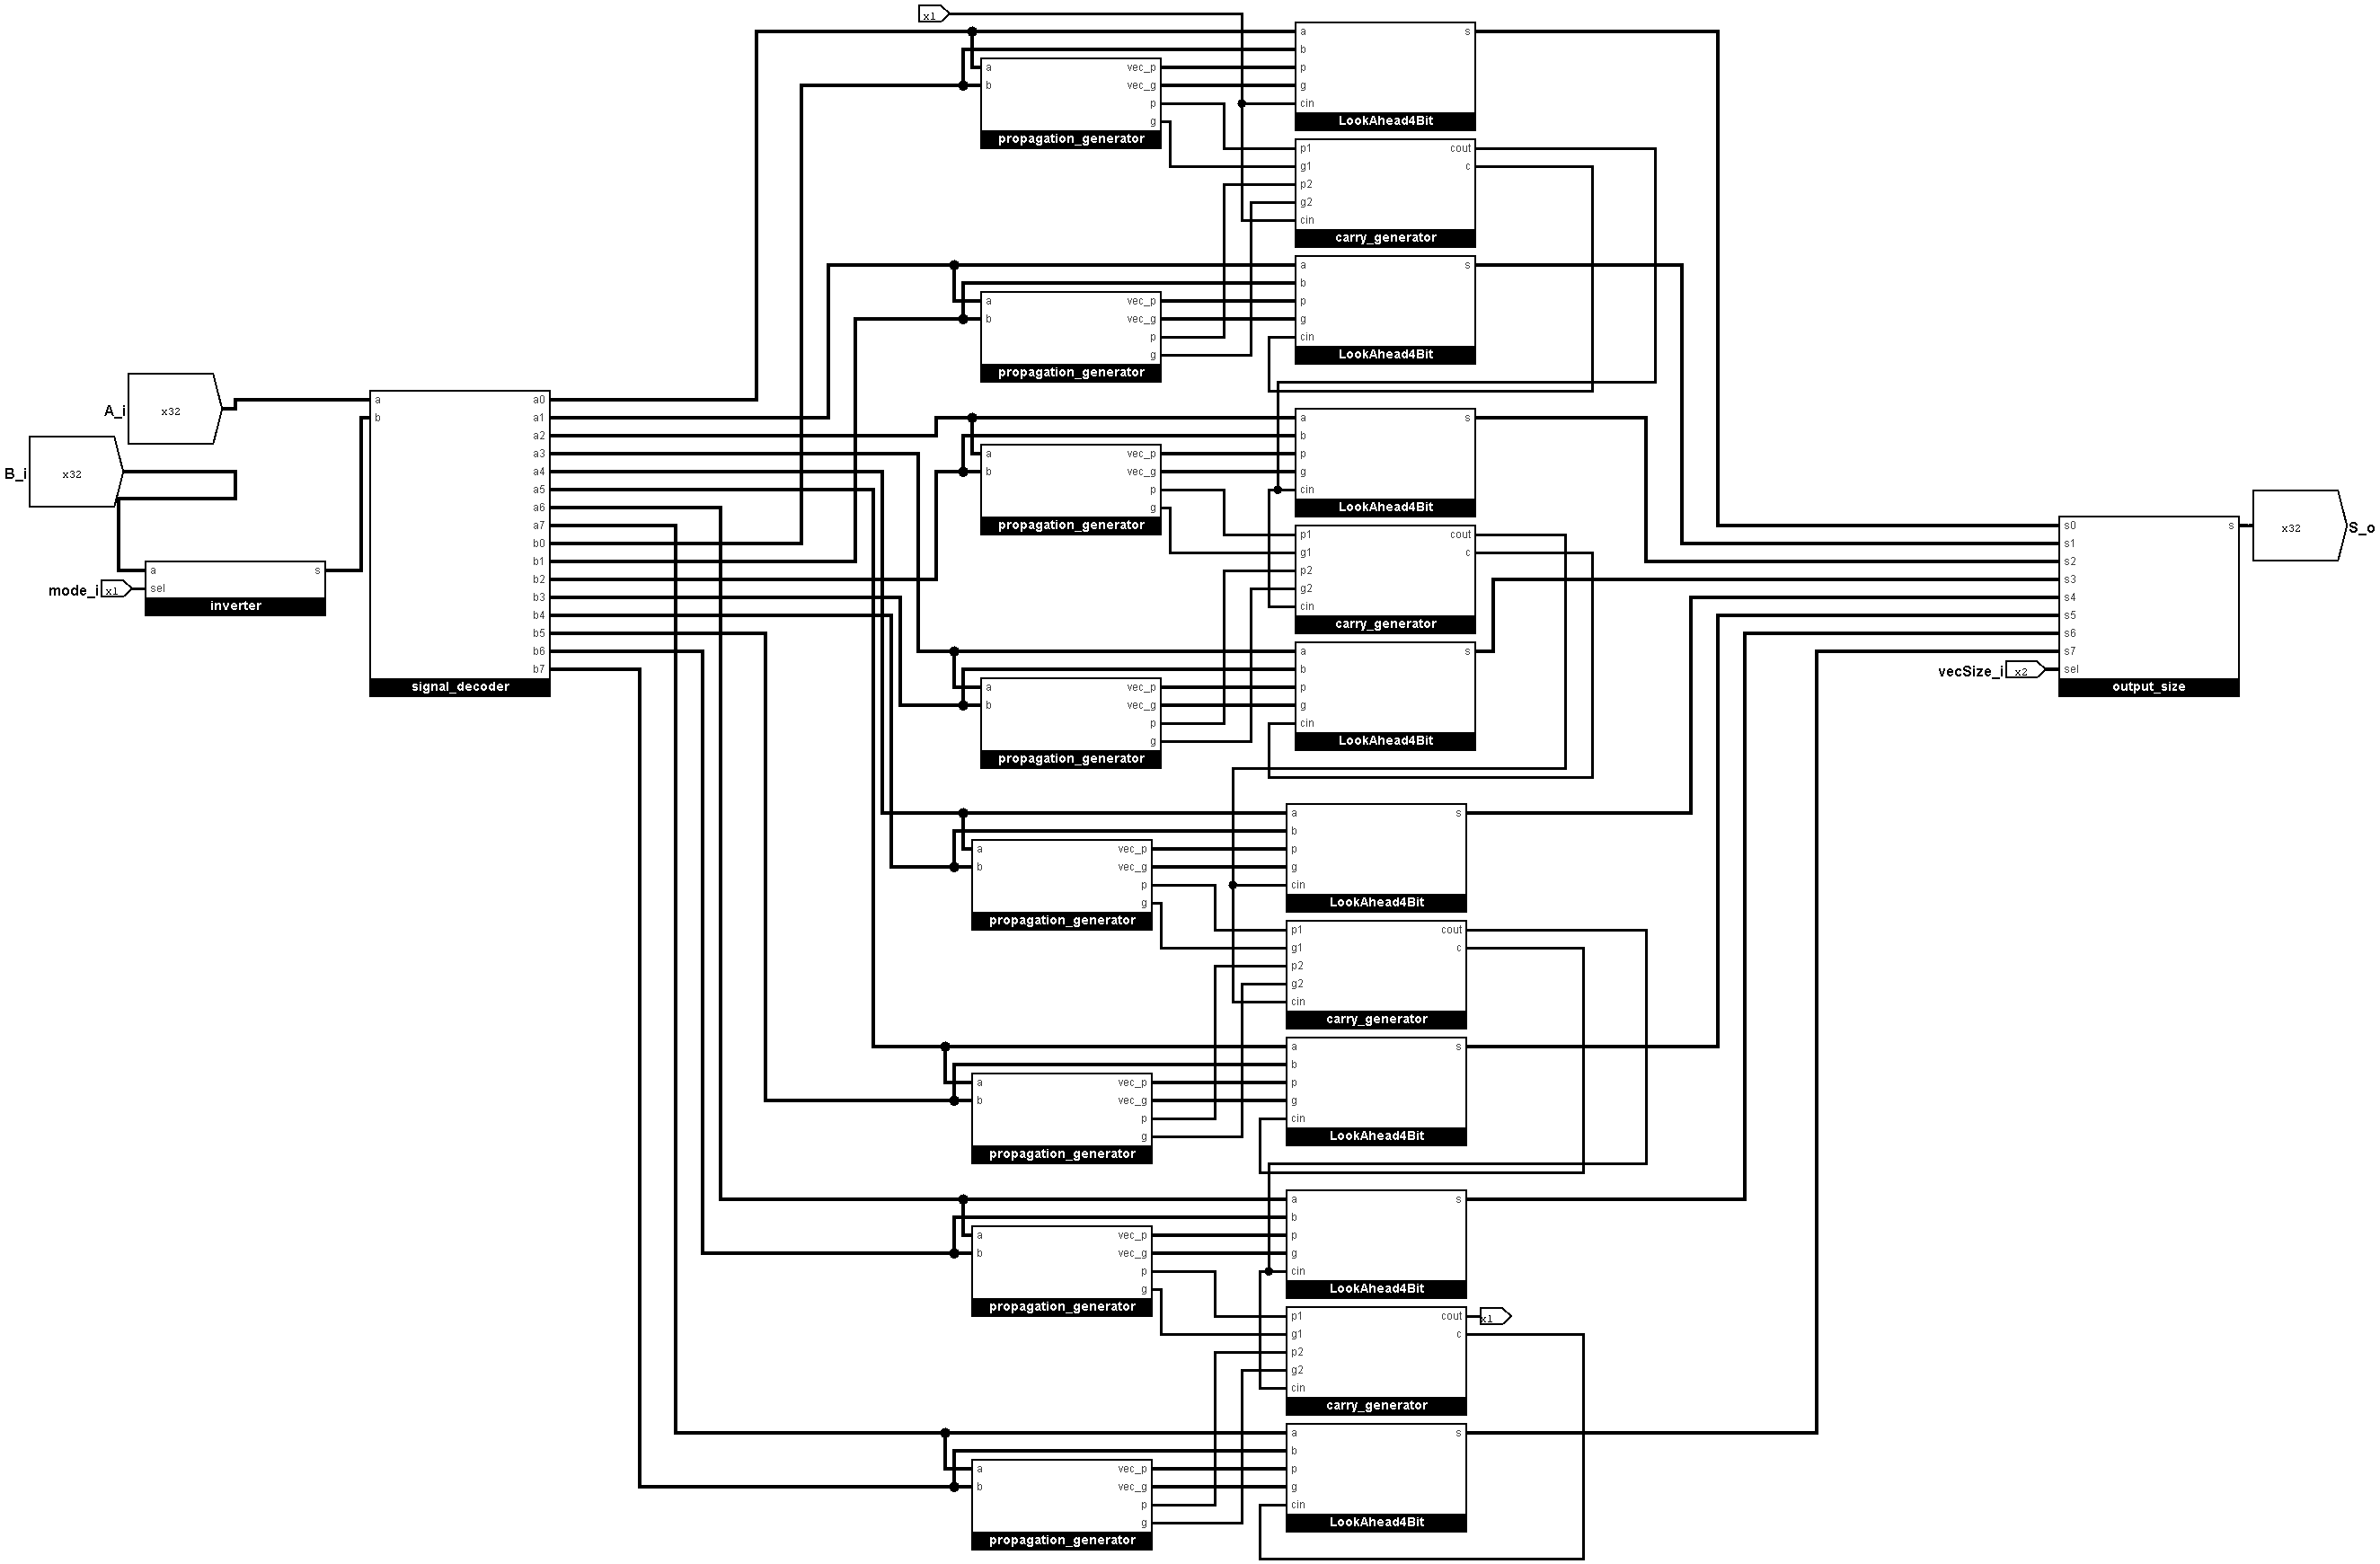 x1
a s
b
p
g
cin
LookAhead4Bit
a vec_p
b vec_g
p
g
propagation_generator
p1 cout
g1 c
p2
g2
cin
carry_generator
a s
b
p
g
cin
LookAhead4Bit
a vec_p
b vec_g
p
g
propagation_generator
A_i x32
B_i x32
a a0
b a1
a2
a3
a4
a5
a6
a7
b0
b1
b2
b3
b4
b5
b6
b7
signal_decoder
a s
sel
inverter
mode_i x1
a s
b
p
g
cin
LookAhead4Bit
a vec_p
b vec_g
p
g
propagation_generator
p1 cout
g1 c
p2
g2
cin
carry_generator
a s
b
p
g
cin
LookAhead4Bit
a vec_p
b vec_g
p
g
propagation_generator
s0 s
s1
s2
s3
s4
s5
s6
s7
sel
output_size
vecSize_i x2
x32 S_o
a s
b
p
g
cin
LookAhead4Bit
a vec_p
b vec_g
p
g
propagation_generator
p1 cout
g1 c
p2
g2
cin
carry_generator
a s
b
p
g
cin
LookAhead4Bit
a vec_p
b vec_g
p
g
propagation_generator
a s
b
p
g
cin
LookAhead4Bit
a vec_p
b vec_g
p
g
propagation_generator
p1 cout x1
g1 c
p2
g2
cin
carry_generator
a s
b
p
g
cin
LookAhead4Bit
a vec_p
b vec_g
p
g
propagation_generator